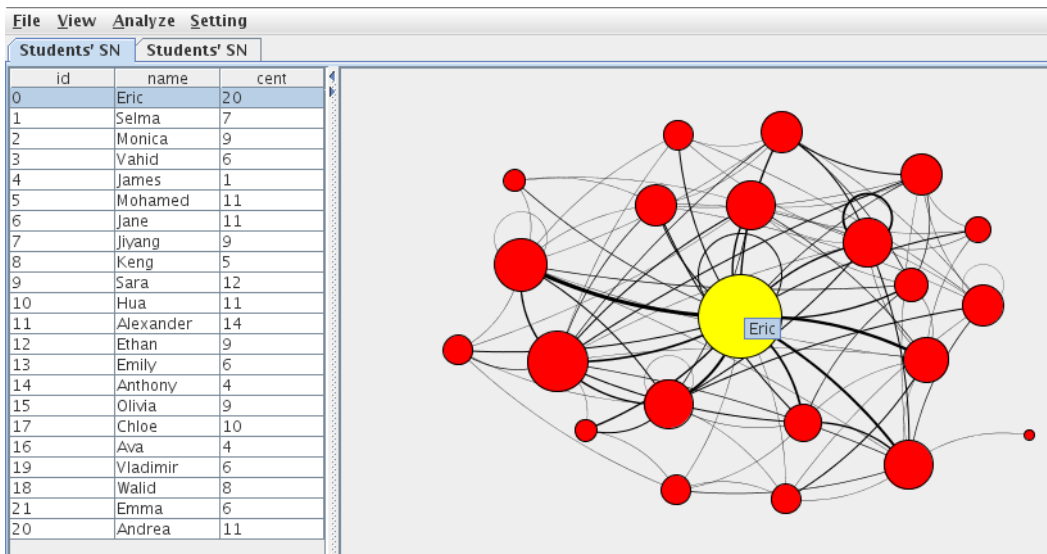 File View Analyze Setting
Students' SN Students' SN
id name cent
0 Eric 20
1 Selma 7
2 Monica 9
3 Vahid 6
4 James 1
5 Mohamed 11
6 Jane 11
7 Jiyang 9
8 Keng 5
9 Sara 12
10 Hua 11
11 Alexander 14
12 Ethan 9
13 Emily 6
14 Anthony 4
15 Olivia 9
17 Chloe 10
16 Ava 4
19 Vladimir 6
18 Walid 8
21 Emma 6
20 Andrea 11
Eric